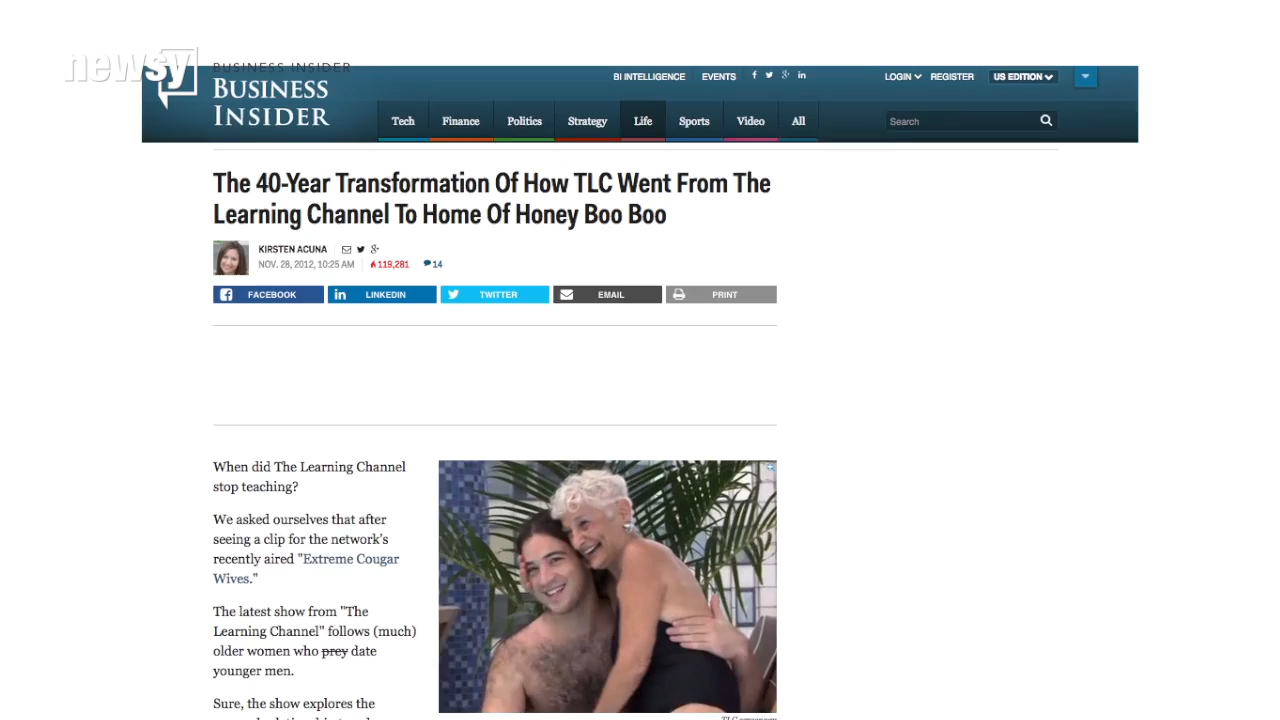 newsy
BUSINESS INSIDER
BUSINESS
INSIDER
BI INTELLIGENCE EVENTS
LOGIN REGISTER US EDITION
Tech Finance Politics Strategy Life Sports Video All
Search
The 40-Year Transformation Of How TLC Went From The
Learning Channel To Home Of Honey Boo Boo
KIRSTEN ACUNA
NOV. 28, 2012, 10:25 AM 119,281 14
FACEBOOK LINKEDIN TWITTER EMAIL PRINT
When did The Learning Channel
stop teaching?
We asked ourselves that after
seeing a clip for the network's
recently aired "Extreme Cougar
Wives."
The latest show from "The
Learning Channel" follows (much)
older women who prey date
younger men.
Sure, the show explores the